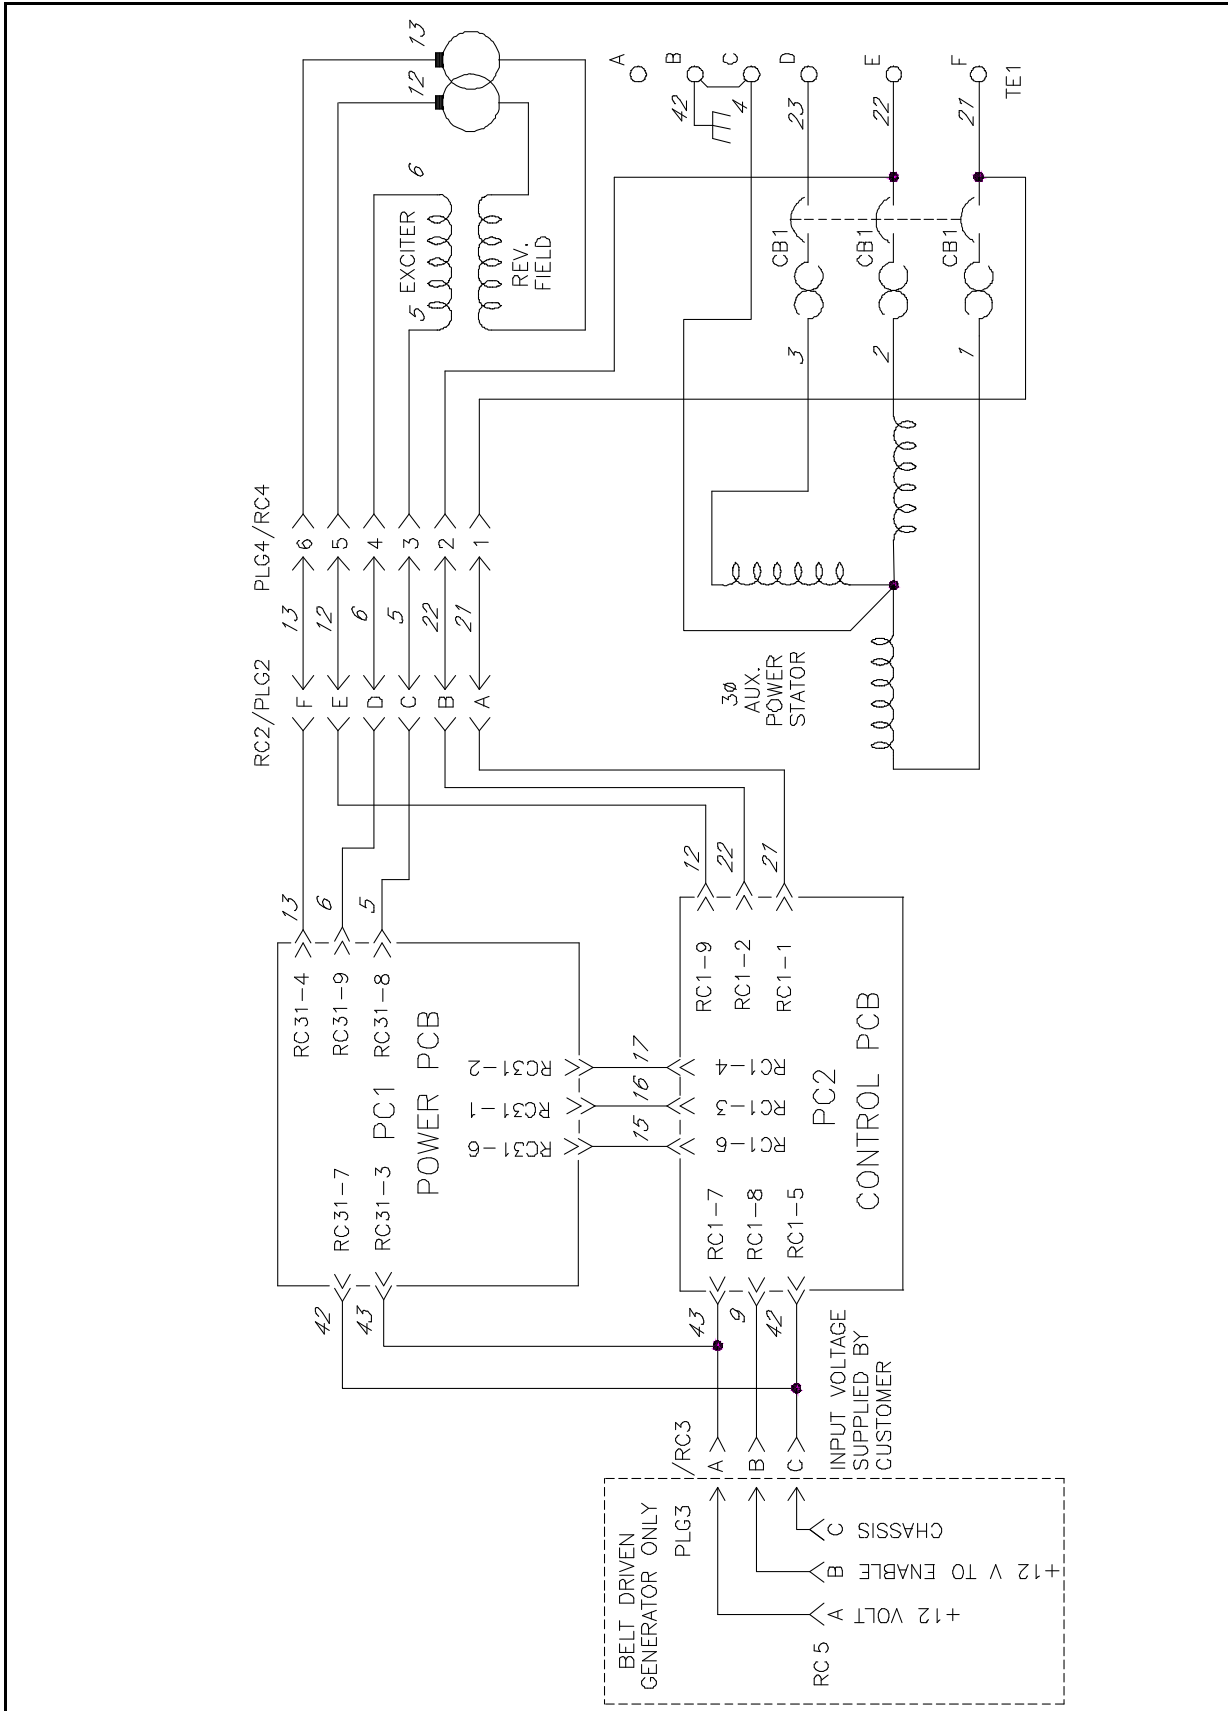 BELT DRIVEN
GENERATOR ONLY
PLG3
/RC3
RC5
A
+12 VOLT
B
+12 V TO ENABLE
C
CHASSIS
A
B
C
INPUT VOLTAGE
SUPPLIED BY
CUSTOMER
42
43
43
9
42
RC31-7
RC31-3
RC31-4
RC31-9
RC31-8
PC1
POWER PCB
RC31-6
RC31-1
RC31-2
15
16
17
RC1-6
RC1-3
RC1-4
RC1-7
RC1-8
RC1-5
PC2
CONTROL PCB
RC1-9
RC1-2
RC1-1
13
6
5
12
22
21
RC2/PLG2
F
E
D
C
B
A
13
12
6
5
22
21
PLG4/RC4
6
5
4
3
2
1
3Ø
AUX.
POWER
STATOR
5
EXCITER
6
REV.
FIELD
12
13
3
2
1
CB1
CB1
CB1
42
4
23
22
21
A
B
C
D
E
F
TE1